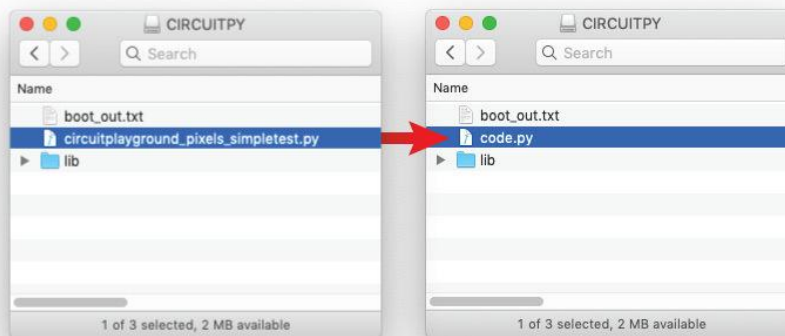 CIRCUITPY
Search
Name
boot_out.txt
circuitplayground_pixels_simpletest.py
lib
1 of 3 selected, 2 MB available
CIRCUITPY
Search
Name
boot_out.txt
code.py
lib
1 of 3 selected, 2 MB available